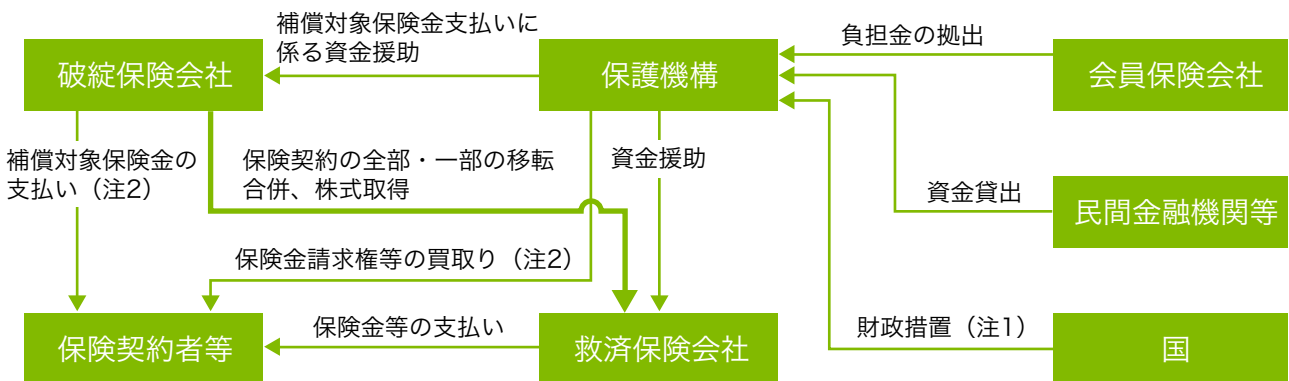 補償対象保険金支払いに
係る資金援助
負担金の拠出
破綻保険会社
保護機構
会員保険会社
補償対象保険金の
支払い（注2）
保険契約の全部・一部の移転
合併、株式取得
資金援助
資金貸出
民間金融機関等
保険金請求権等の買取り（注2）
保険金等の支払い
財政措置（注1）
保険契約者等
救済保険会社
国